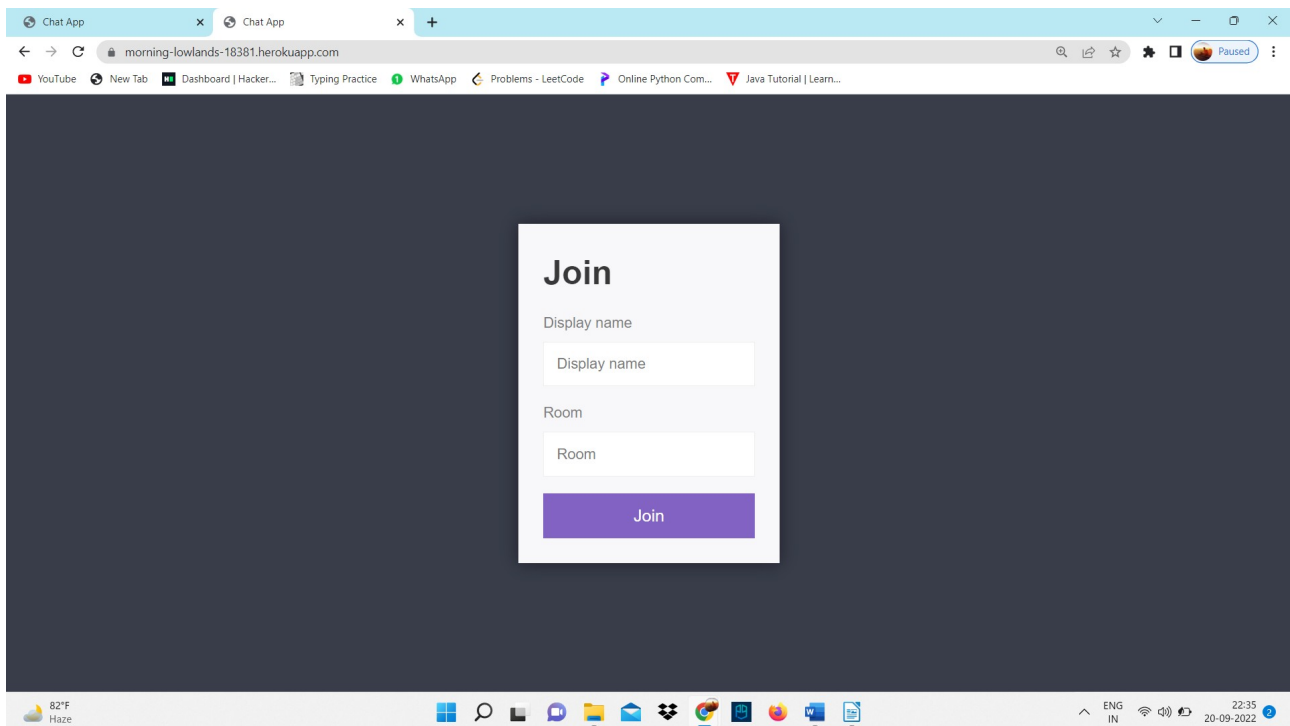 Chat App
Chat App
morning-lowlands-18381.herokuapp.com
Paused
YouTube New Tab Dashboard | Hacker... Typing Practice WhatsApp Problems - LeetCode Online Python Com... Java Tutorial | Learn...
Join
Display name
Display name
Room
Room
Join
82°F
Haze
ENG
IN
22:35
20-09-2022
2